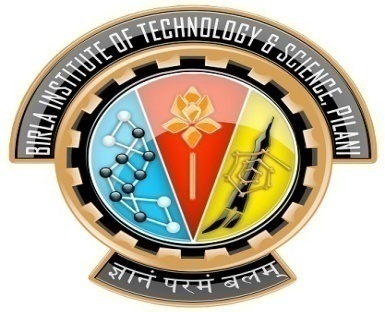 BIRLA INSTITUTE OF TECHNOLOGY & SCIENCE, PILANI
ज्ञानं परमं बलम्